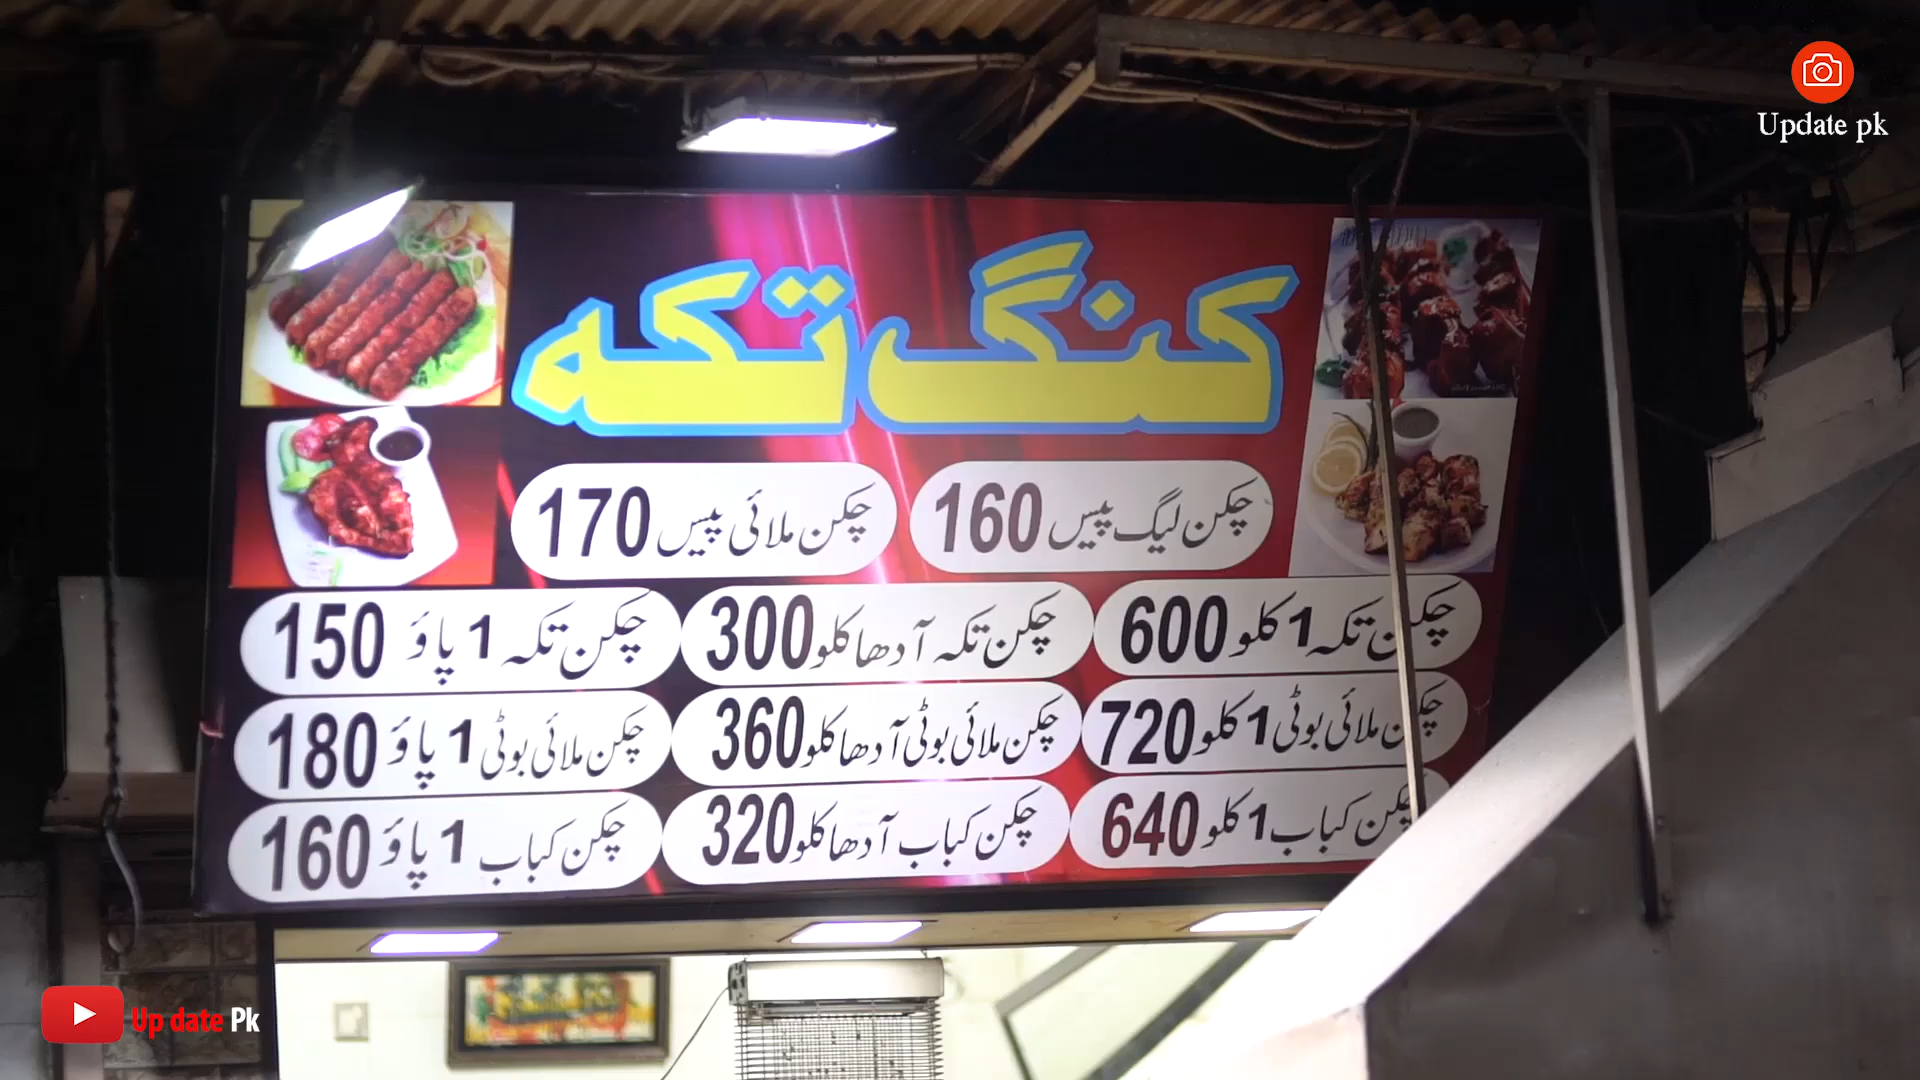 Update pk
کنگ تکہ
چکن لیگ پیس 160
چکن ملائی پیس 170
چکن تکہ 1 کلو 600
چکن تکہ آدھا کلو 300
چکن تکہ 1 پاؤ 150
چکن ملائی بوٹی 1 کلو 720
چکن ملائی بوٹی آدھا کلو 360
چکن ملائی بوٹی 1 پاؤ 180
چکن کباب 1 کلو 640
چکن کباب آدھا کلو 320
چکن کباب 1 پاؤ 160
Up date Pk